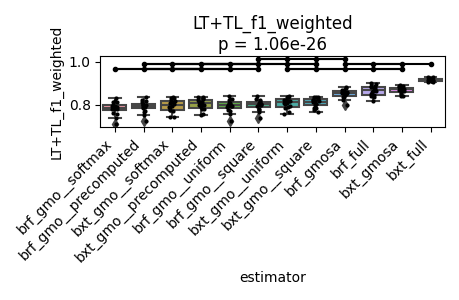 LT+TL_f1_weighted
p = 1.06e-26
LT+TL_f1_weighted
1.0
0.8
brf_gmo__softmax
brf_gmo__precomputed
bxt_gmo__softmax
bxt_gmo__precomputed
brf_gmo__uniform
brf_gmo__square
bxt_gmo__uniform
bxt_gmo__square
brf_gmosa
brf_full
bxt_gmosa
bxt_full
estimator